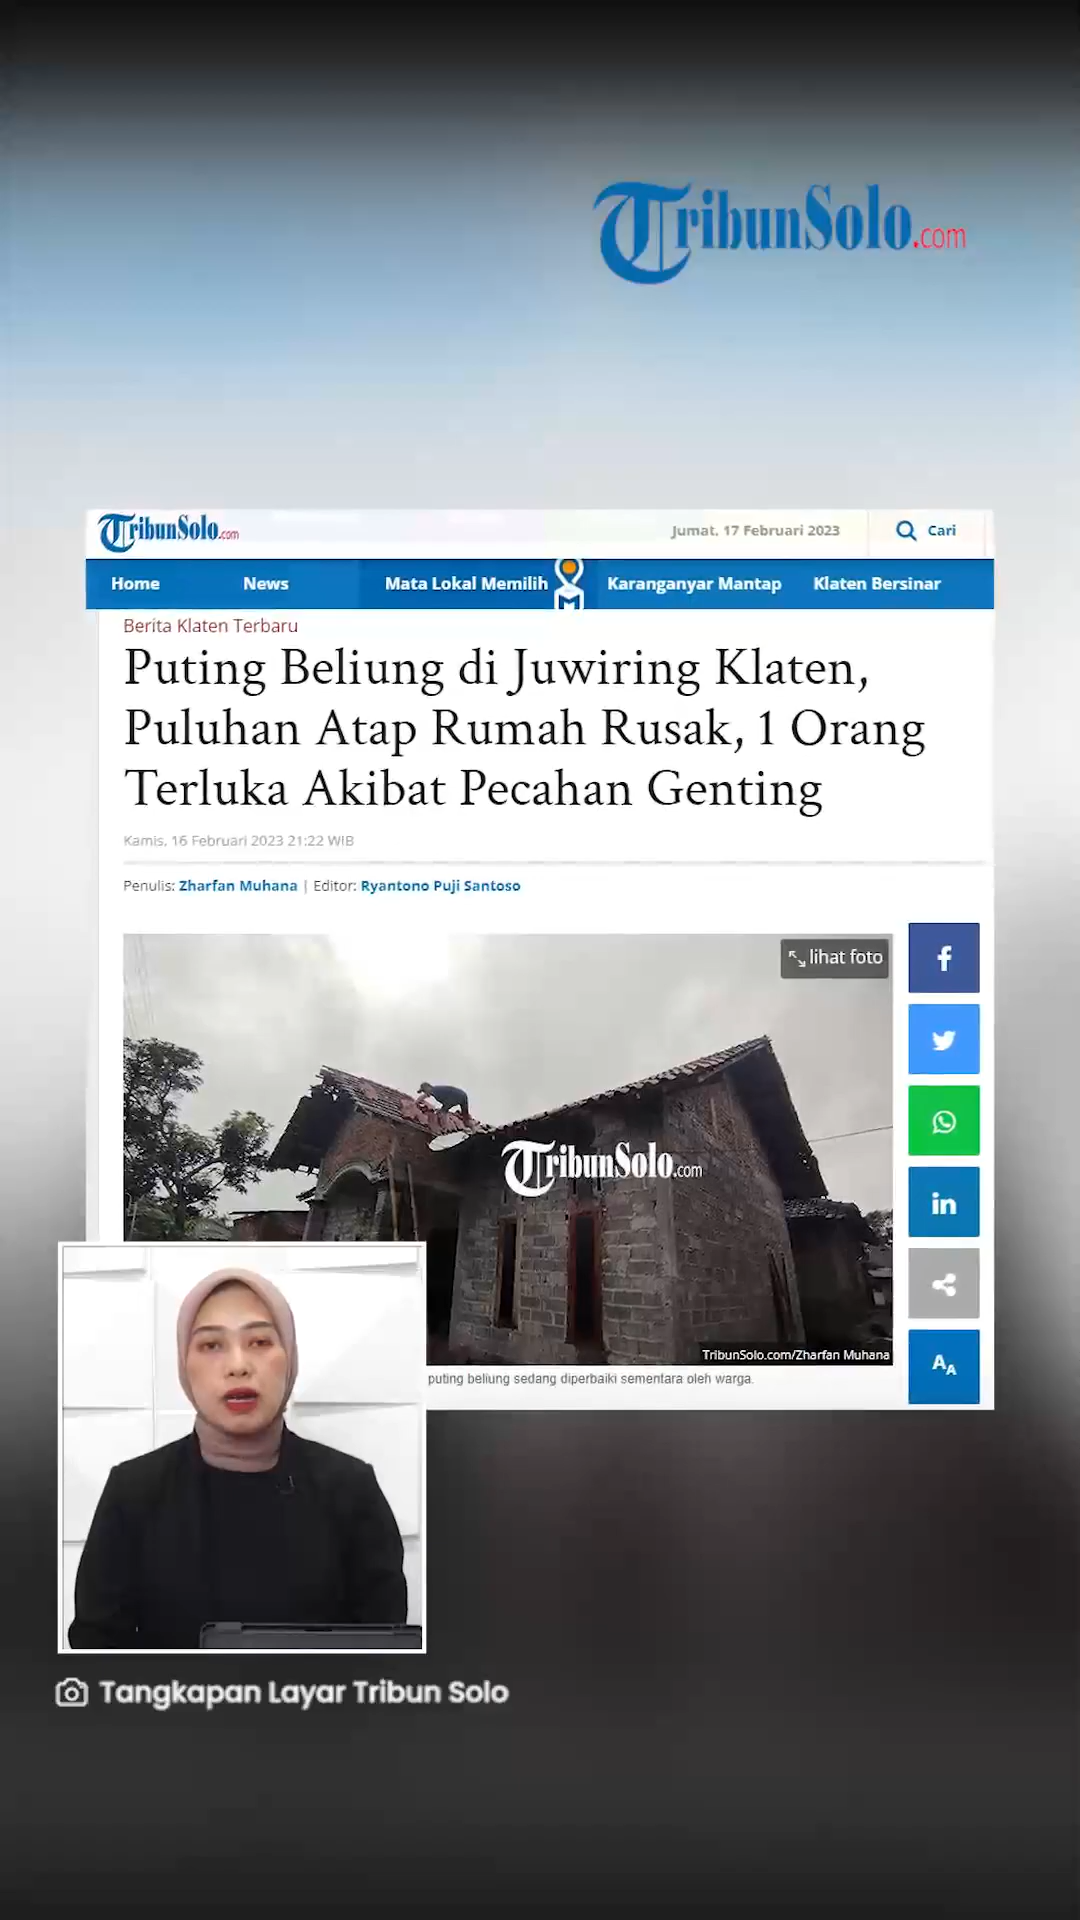 TribunSolo.com
TribunSolo.com
Jumat, 17 Februari 2023
Cari
Home
News
Mata Lokal Memilih
Karanganyar Mantap
Klaten Bersinar
Berita Klaten Terbaru
Puting Beliung di Juwiring Klaten,
Puluhan Atap Rumah Rusak, 1 Orang
Terluka Akibat Pecahan Genting
Kamis, 16 Februari 2023 21:22 WIB
Penulis: Zharfan Muhana | Editor: Ryantono Puji Santoso
lihat foto
TribunSolo.com
TribunSolo.com/Zharfan Muhana
puting beliung sedang diperbaiki sementara oleh warga.
AA
Tangkapan Layar Tribun Solo